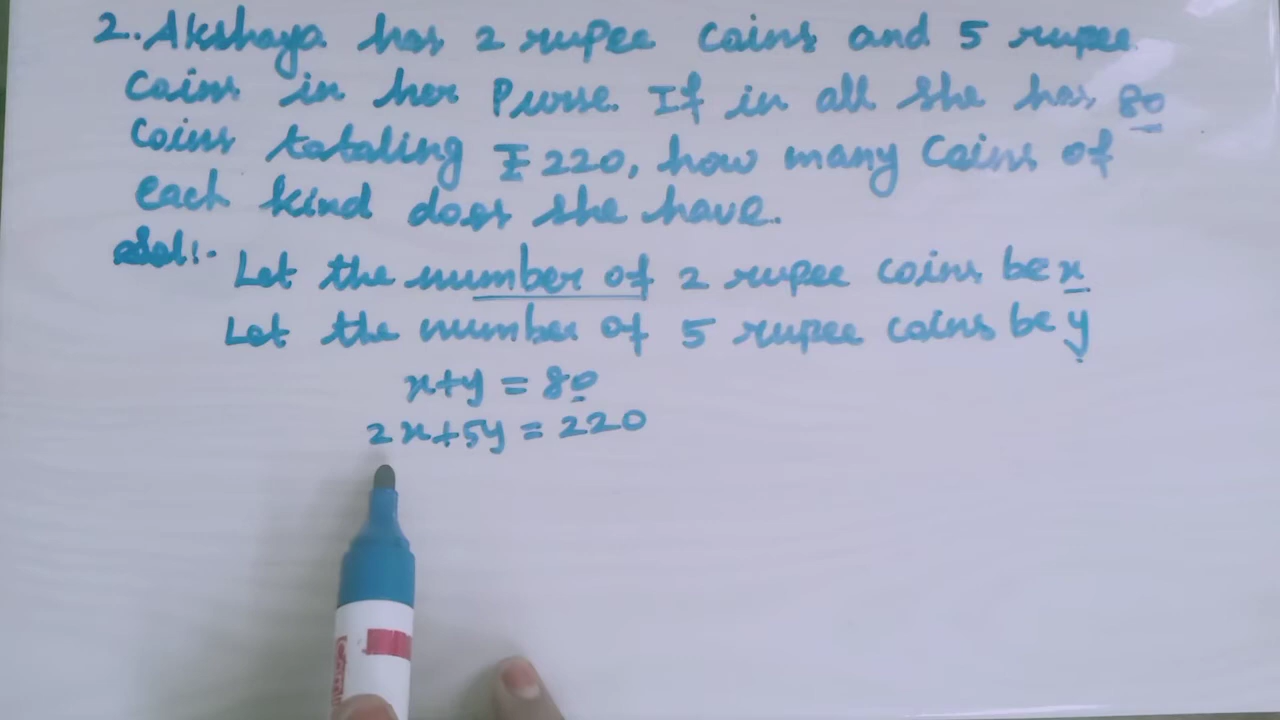 2. Akshaya has 2 rupee coins and 5 rupee
coins in her Purse. If in all she has 80
coins totaling ₹220, how many Coins of
each kind does she have.
Sol:-
Let the number of 2 rupee coins be x
Let the number of 5 rupee coins be y
x+y = 80
2x+5y = 220